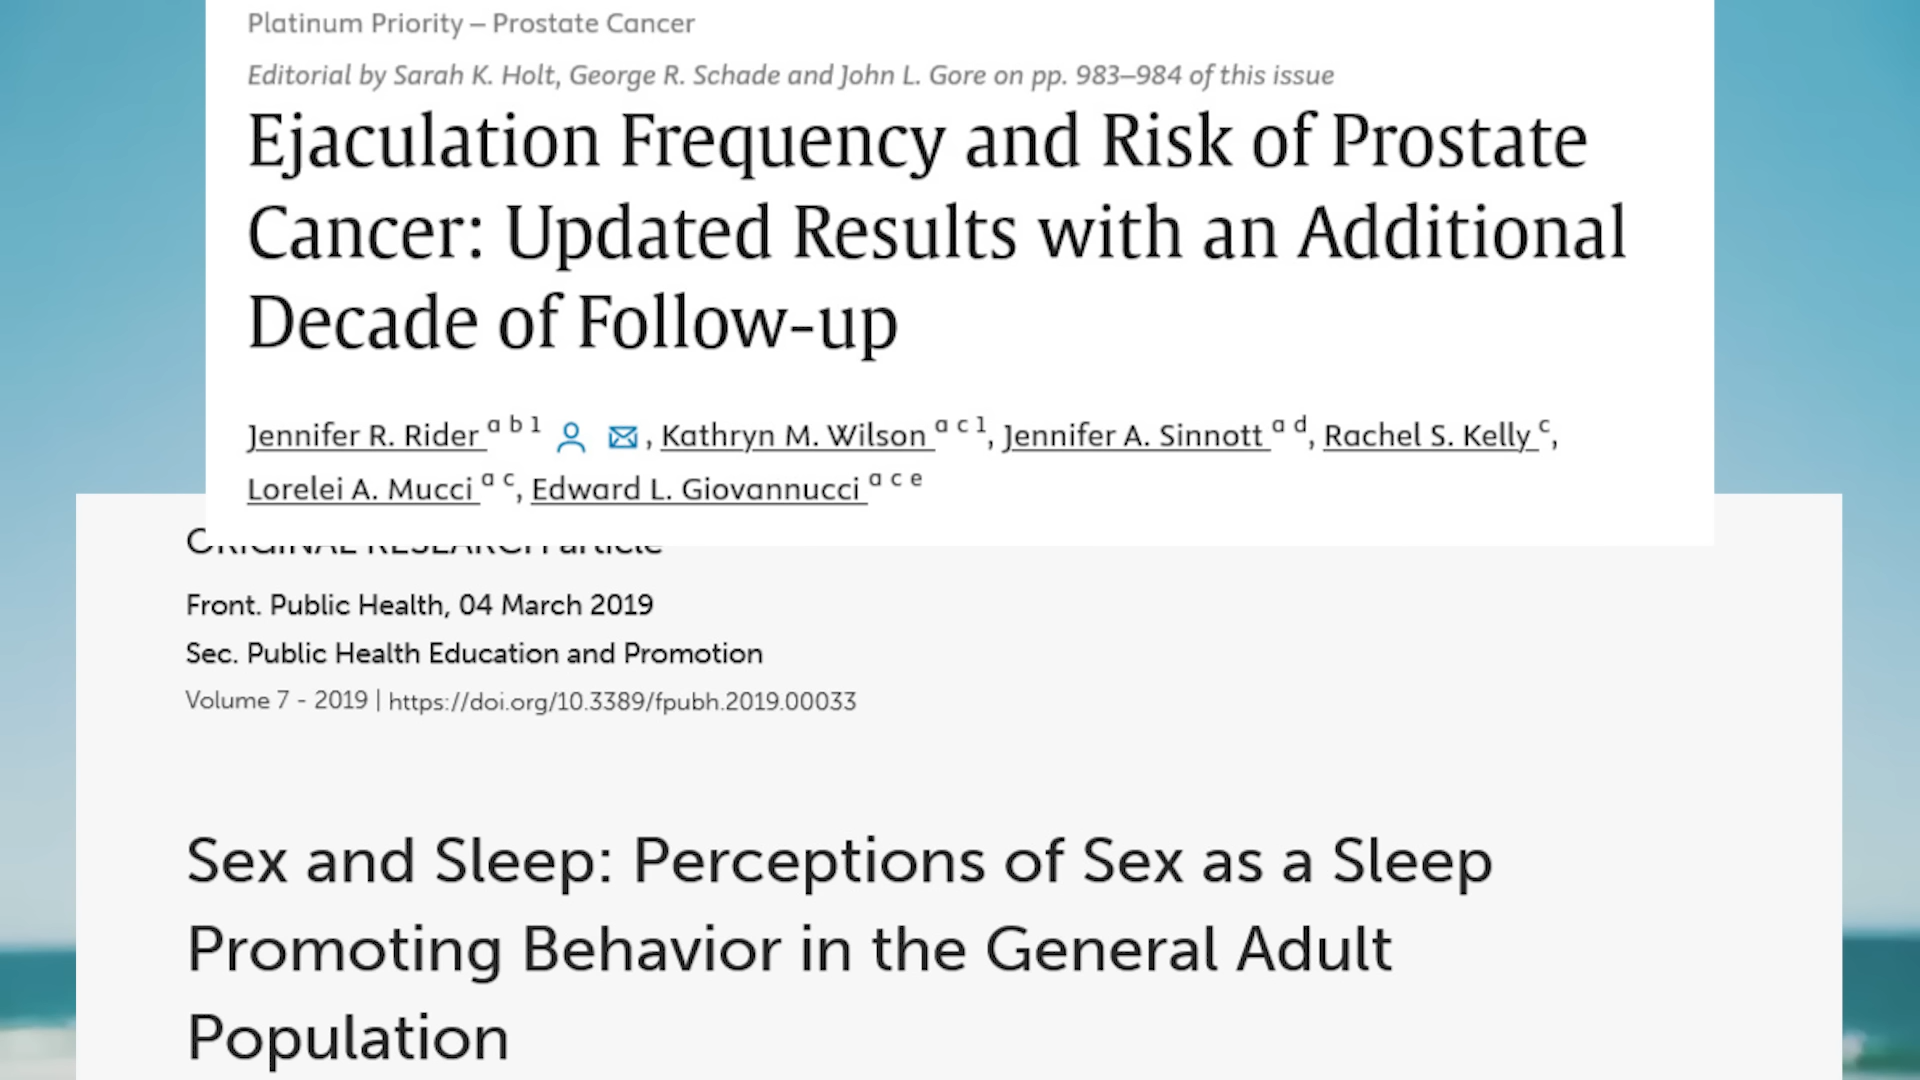 Platinum Priority – Prostate Cancer
Editorial by Sarah K. Holt, George R. Schade and John L. Gore on pp. 983–984 of this issue
Ejaculation Frequency and Risk of Prostate
Cancer: Updated Results with an Additional
Decade of Follow-up
Jennifer R. Rider a b 1 , Kathryn M. Wilson a c 1, Jennifer A. Sinnott a d, Rachel S. Kelly c,
Lorelei A. Mucci a c, Edward L. Giovannucci a c e
ORIGINAL RESEARCH article
Front. Public Health, 04 March 2019
Sec. Public Health Education and Promotion
Volume 7 - 2019 | https://doi.org/10.3389/fpubh.2019.00033
Sex and Sleep: Perceptions of Sex as a Sleep
Promoting Behavior in the General Adult
Population